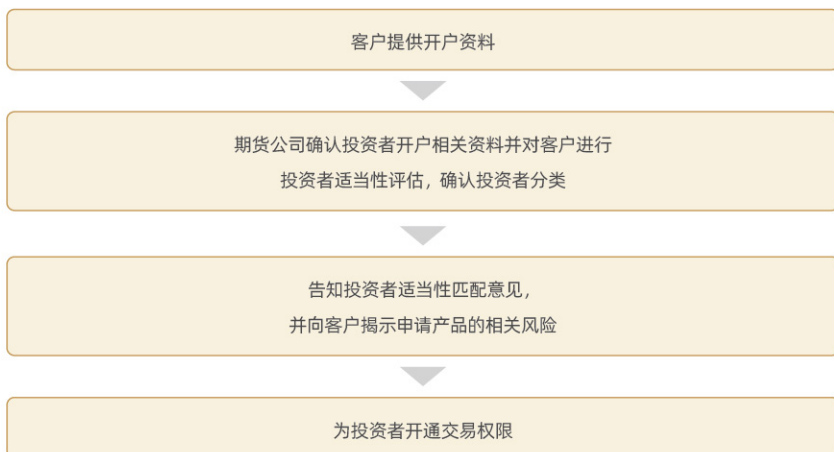 客户提供开户资料
期货公司确认投资者开户相关资料并对客户进行
投资者适当性评估，确认投资者分类
告知投资者适当性匹配意见，
并向客户揭示申请产品的相关风险
为投资者开通交易权限